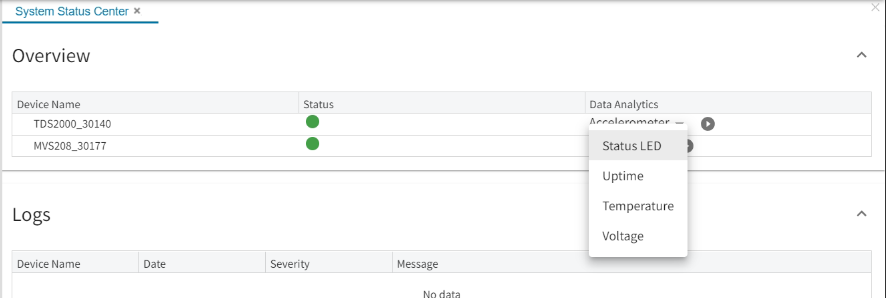 System Status Center ×
Overview
Device Name Status Data Analytics
TDS2000_30140 Accelerometer
MVS208_30177
Status LED
Uptime
Temperature
Voltage
Logs
Device Name Date Severity Message
No data